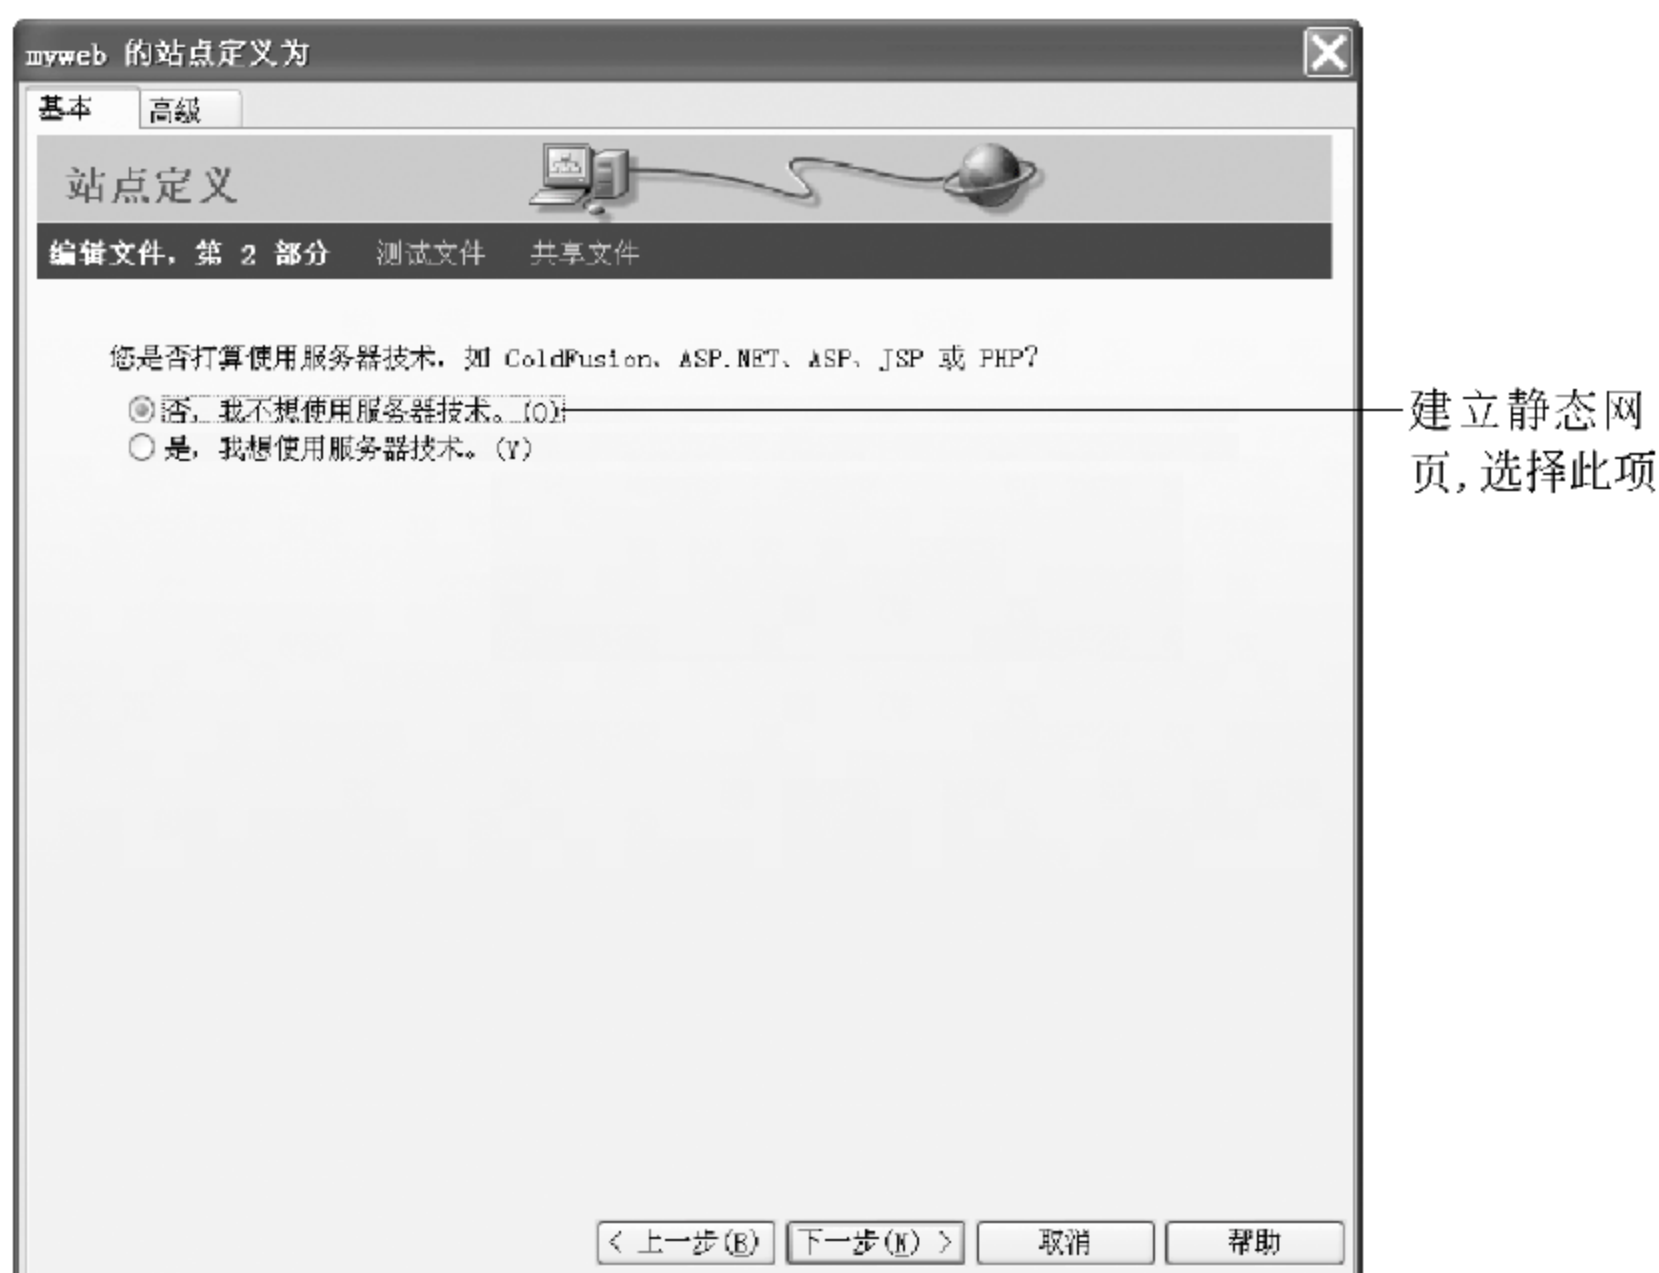 myweb 的站点定义为
基本 高级
站点定义
编辑文件，第 2 部分 测试文件 共享文件
您是否打算使用服务器技术，如 ColdFusion、ASP.NET、ASP、JSP 或 PHP？
否，我不想使用服务器技术。(O)
是，我想使用服务器技术。(Y)
建立静态网
页,选择此项
< 上一步(B) 下一步(N) > 取消 帮助